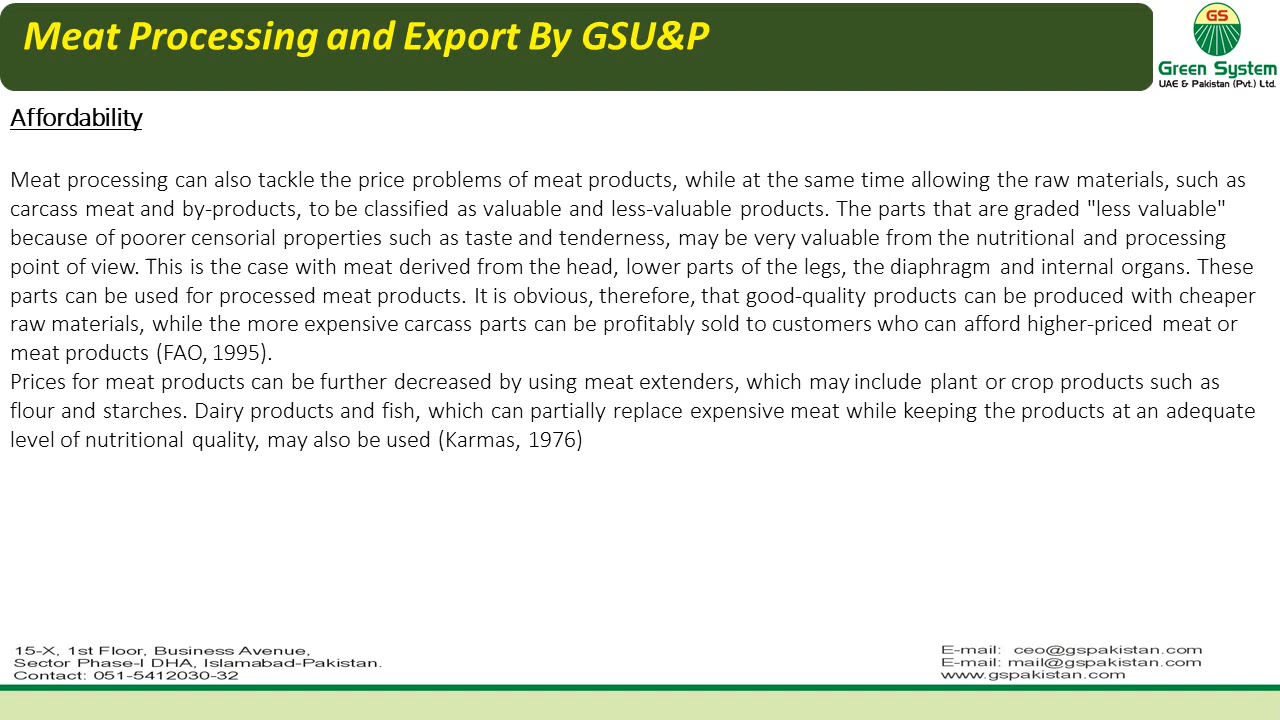 Meat Processing and Export By GSU&P
GS
Green System
UAE & Pakistan (Pvt.) Ltd.
Affordability
Meat processing can also tackle the price problems of meat products, while at the same time allowing the raw materials, such as
carcass meat and by-products, to be classified as valuable and less-valuable products. The parts that are graded "less valuable"
because of poorer censorial properties such as taste and tenderness, may be very valuable from the nutritional and processing
point of view. This is the case with meat derived from the head, lower parts of the legs, the diaphragm and internal organs. These
parts can be used for processed meat products. It is obvious, therefore, that good-quality products can be produced with cheaper
raw materials, while the more expensive carcass parts can be profitably sold to customers who can afford higher-priced meat or
meat products (FAO, 1995).
Prices for meat products can be further decreased by using meat extenders, which may include plant or crop products such as
flour and starches. Dairy products and fish, which can partially replace expensive meat while keeping the products at an adequate
level of nutritional quality, may also be used (Karmas, 1976)
15-X, 1st Floor, Business Avenue,
Sector Phase-I DHA, Islamabad-Pakistan.
Contact: 051-5412030-32
E-mail: ceo@gspakistan.com
E-mail: mail@gspakistan.com
www.gspakistan.com